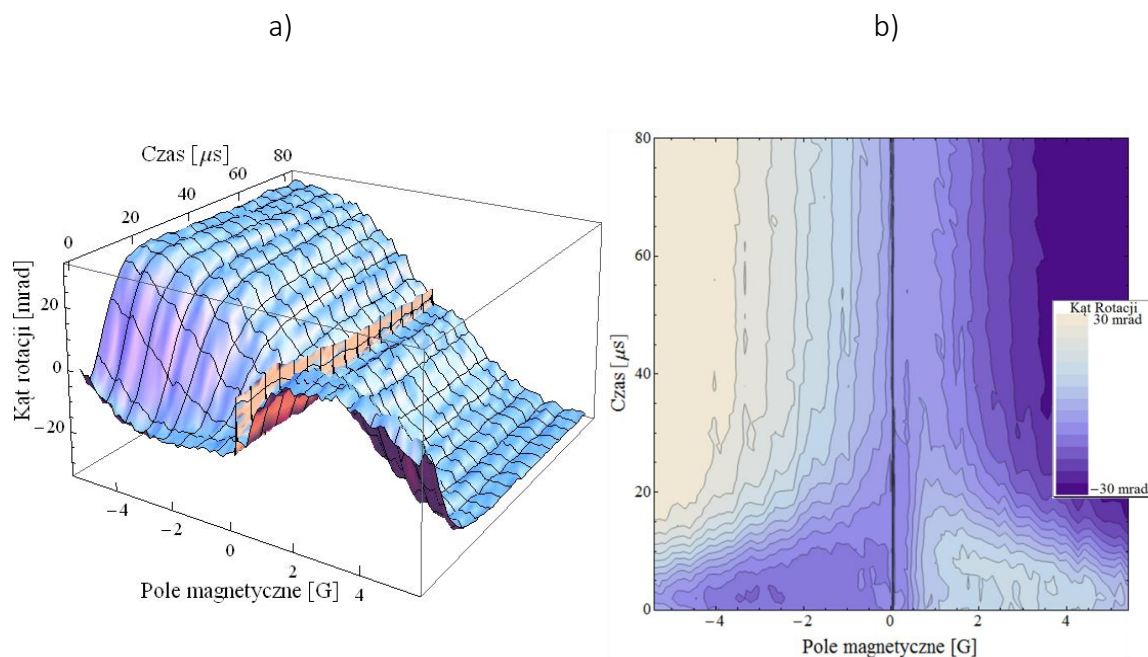 a)
b)
Czas [μs]
0
20
40
60
80
Kąt rotacji [mrad]
20
0
−20
−4
−2
0
2
4
Pole magnetyczne [G]
80
60
40
20
0
Czas [μs]
−4
−2
0
2
4
Pole magnetyczne [G]
Kąt Rotacji
30 mrad
−30 mrad